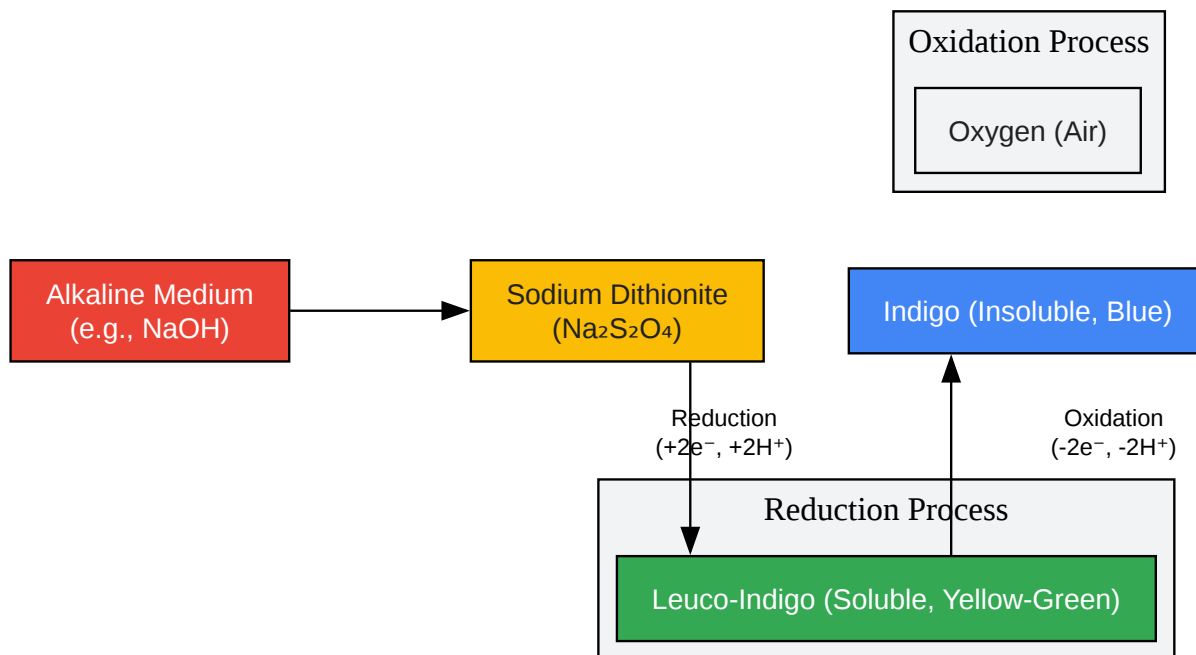 Oxidation Process
Oxygen (Air)
Alkaline Medium
(e.g., NaOH)
Sodium Dithionite
(Na₂S₂O₄)
Indigo (Insoluble, Blue)
Reduction
(+2e⁻, +2H⁺)
Oxidation
(-2e⁻, -2H⁺)
Reduction Process
Leuco-Indigo (Soluble, Yellow-Green)